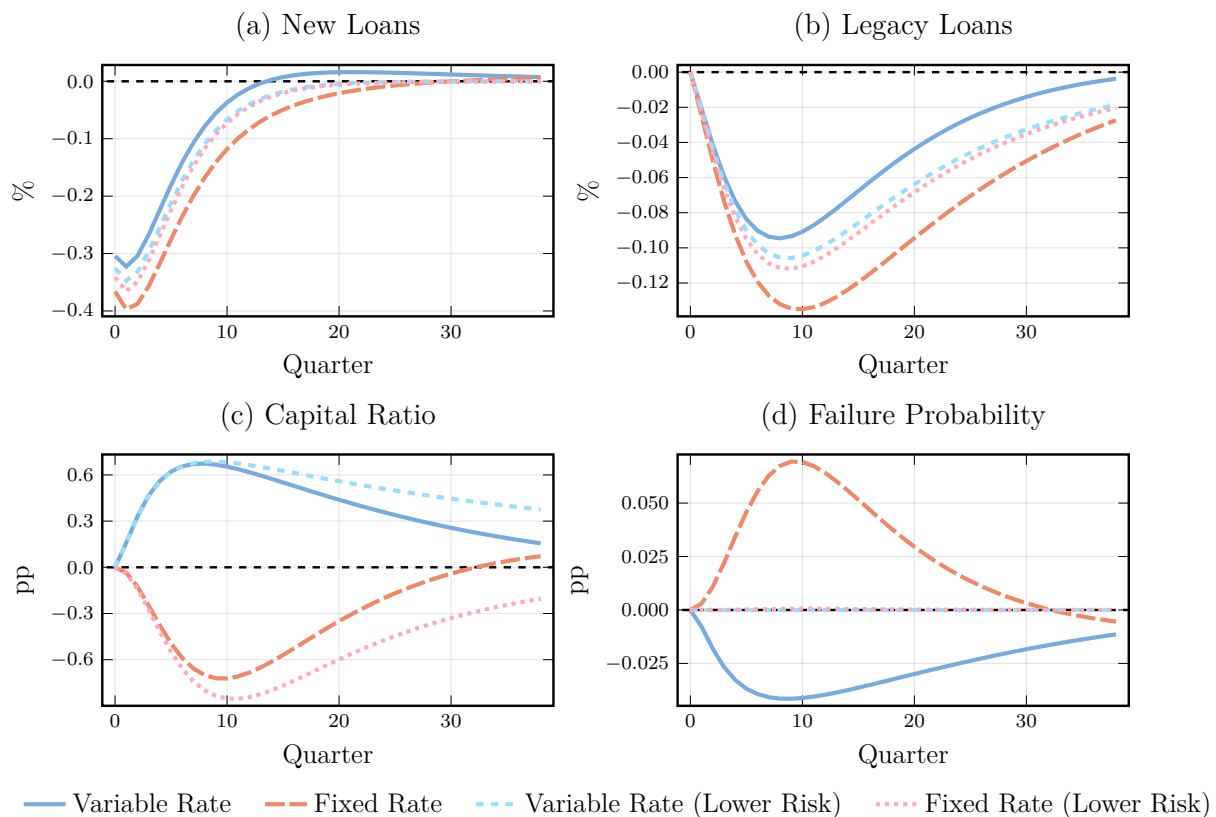 (a) New Loans
0.0
−0.1
−0.2
−0.3
−0.4
%
0 10 20 30
Quarter
(b) Legacy Loans
0.00
−0.02
−0.04
−0.06
−0.08
−0.10
−0.12
%
0 10 20 30
Quarter
(c) Capital Ratio
0.6
0.3
0.0
−0.3
−0.6
pp
0 10 20 30
Quarter
(d) Failure Probability
0.050
0.025
0.000
−0.025
pp
0 10 20 30
Quarter
Variable Rate Fixed Rate Variable Rate (Lower Risk) Fixed Rate (Lower Risk)